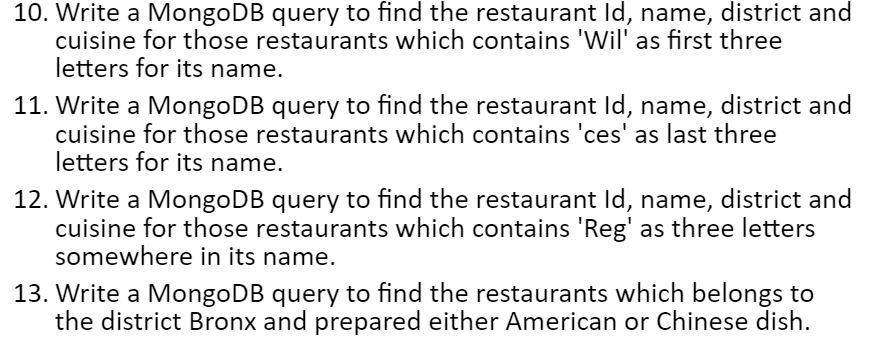 10. Write a MongoDB query to find the restaurant Id, name, district and
cuisine for those restaurants which contains 'Wil' as first three
letters for its name.
11. Write a MongoDB query to find the restaurant Id, name, district and
cuisine for those restaurants which contains 'ces' as last three
letters for its name.
12. Write a MongoDB query to find the restaurant Id, name, district and
cuisine for those restaurants which contains 'Reg' as three letters
somewhere in its name.
13. Write a MongoDB query to find the restaurants which belongs to
the district Bronx and prepared either American or Chinese dish.